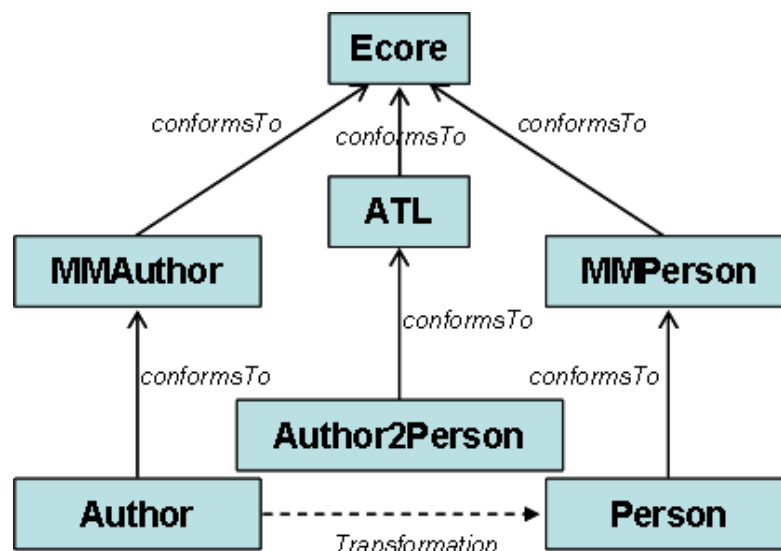 Ecore
conformsTo
conformsTo
conformsTo
ATL
MMAuthor
MMPerson
conformsTo
conformsTo
conformsTo
Author2Person
Author
Person
Transformation